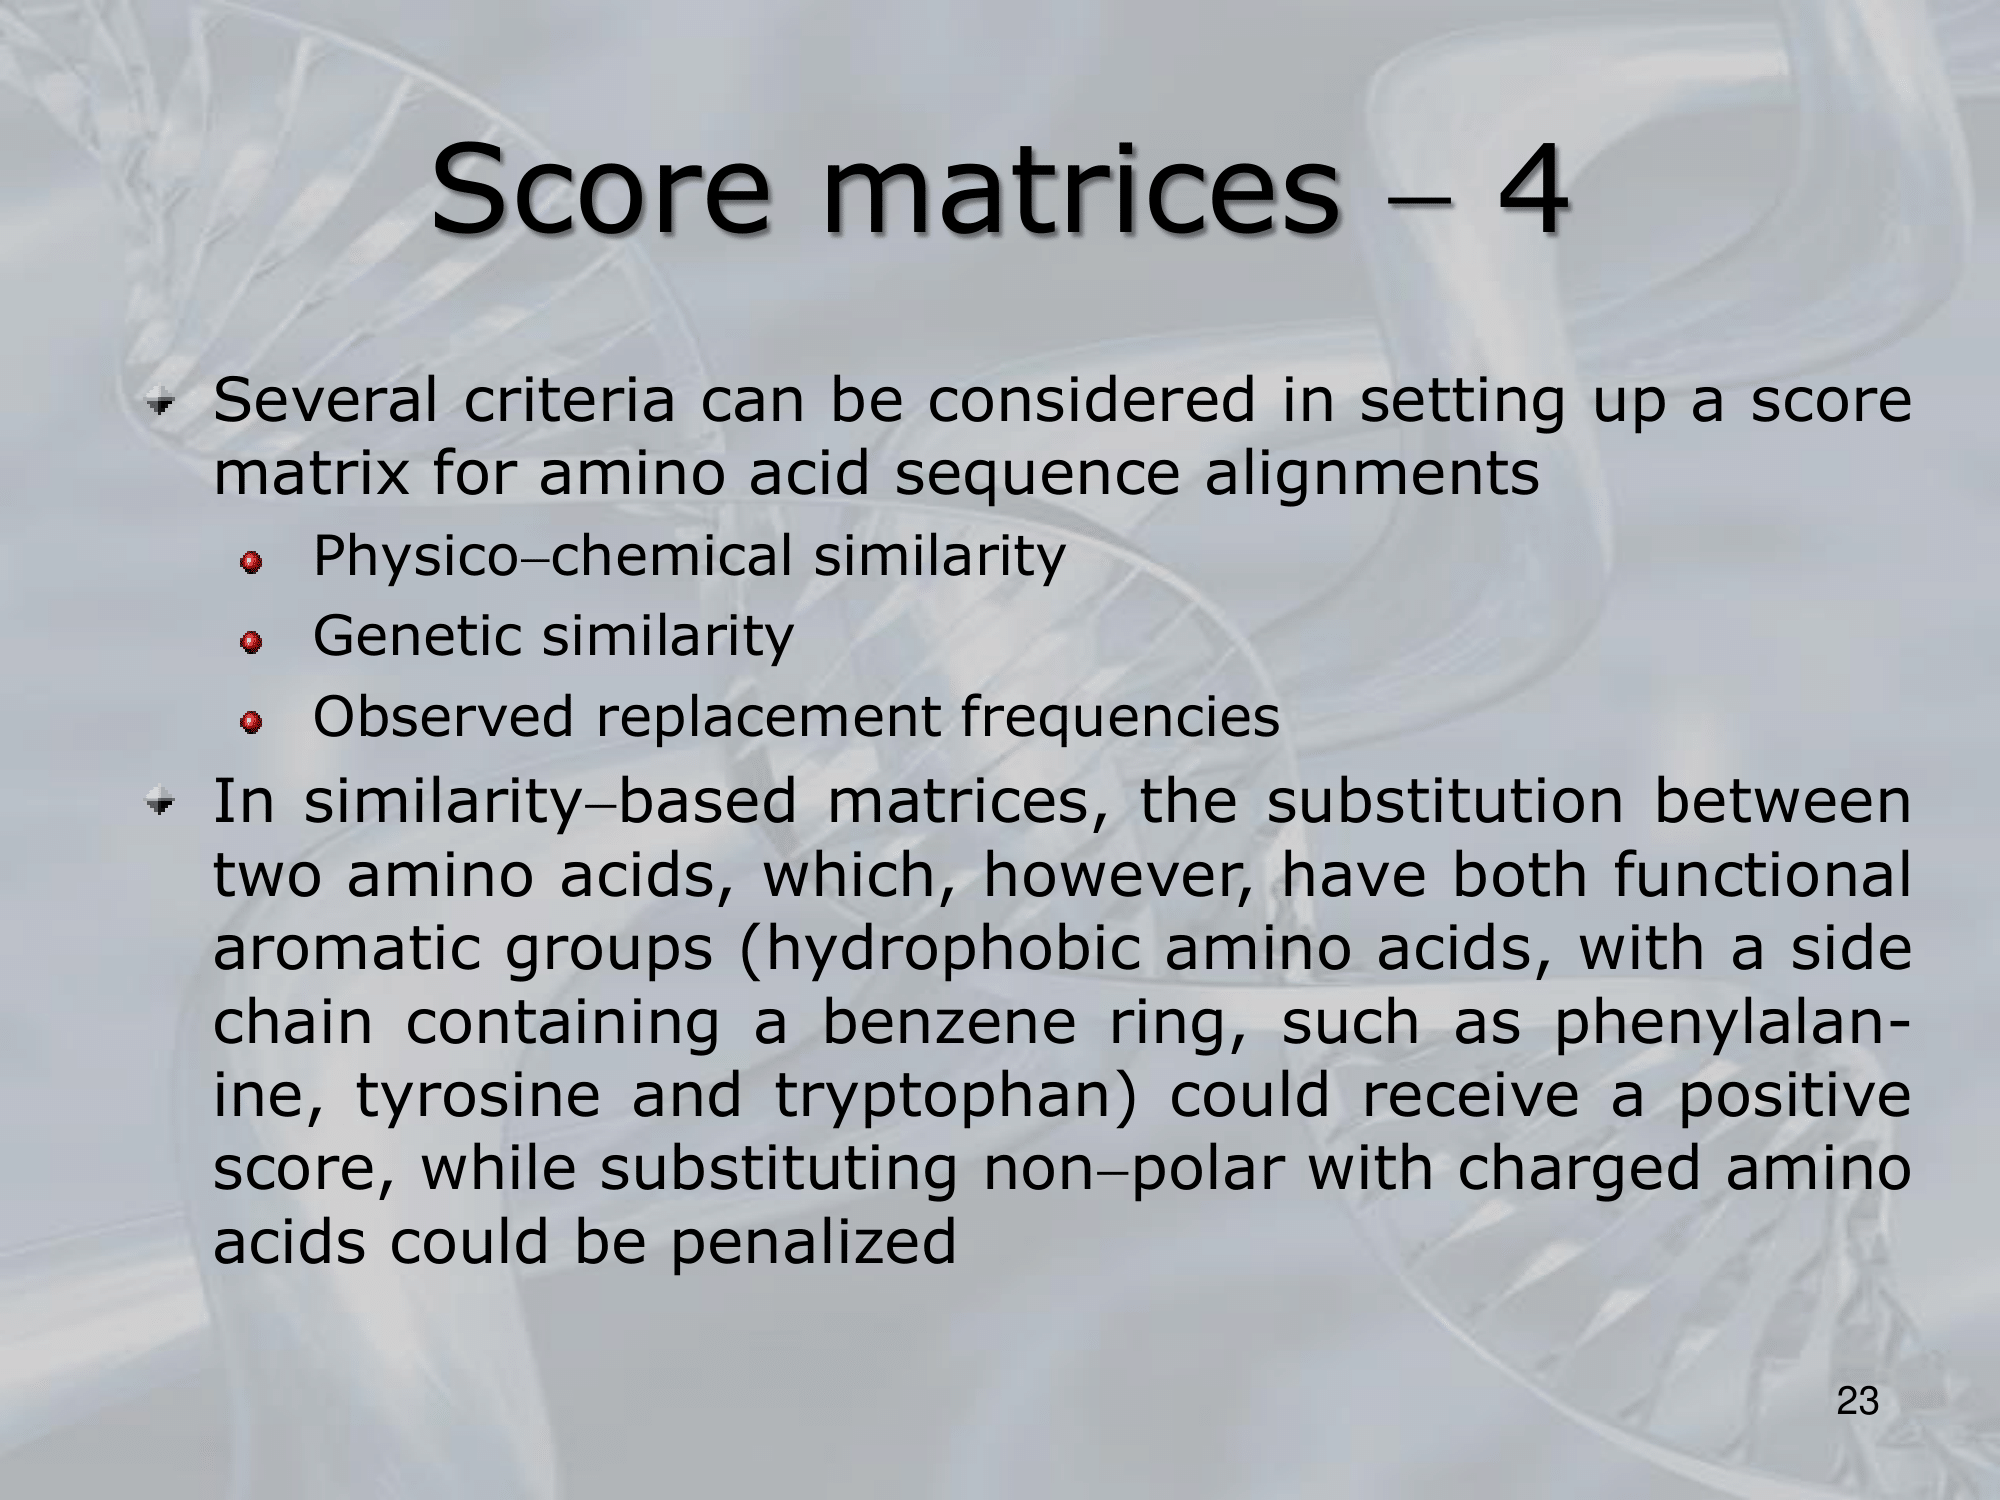 Score matrices – 4
Several criteria can be considered in setting up a score
matrix for amino acid sequence alignments
Physico–chemical similarity
Genetic similarity
Observed replacement frequencies
In similarity–based matrices, the substitution between
two amino acids, which, however, have both functional
aromatic groups (hydrophobic amino acids, with a side
chain containing a benzene ring, such as phenylalan-
ine, tyrosine and tryptophan) could receive a positive
score, while substituting non–polar with charged amino
acids could be penalized
23